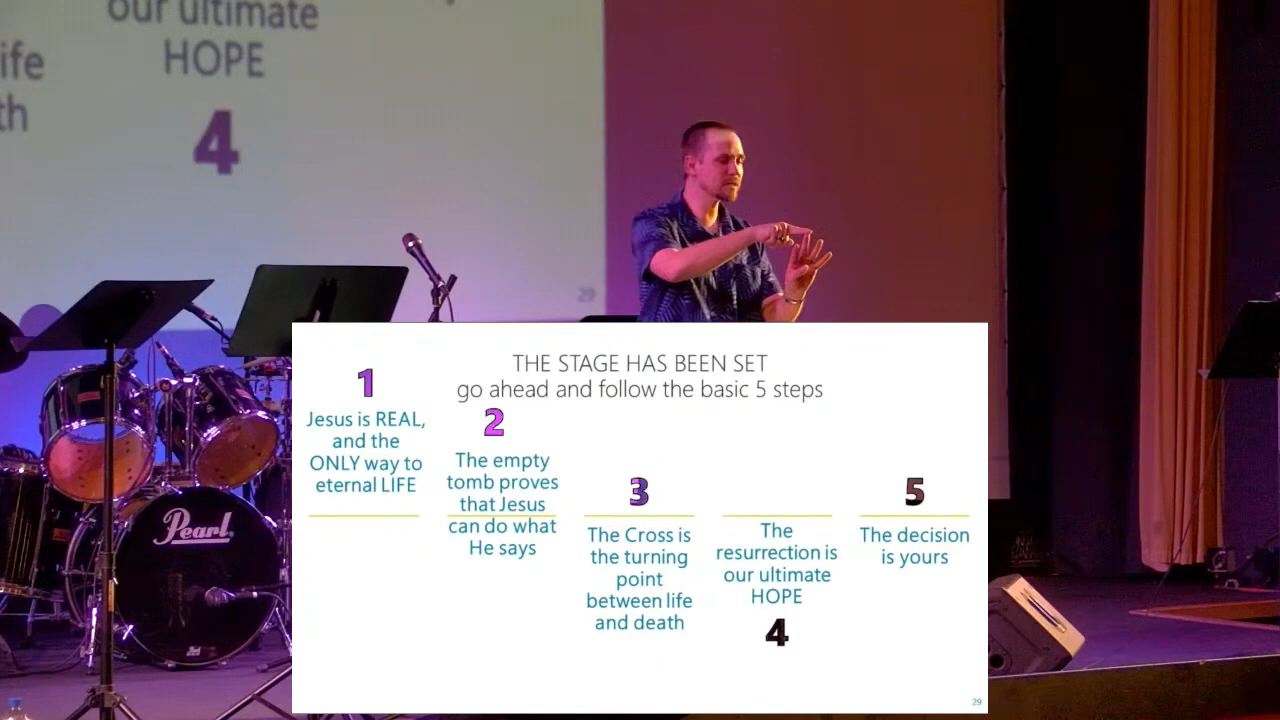 our ultimate
HOPE
4
ife
th
29
Pearl
THE STAGE HAS BEEN SET
go ahead and follow the basic 5 steps
1
Jesus is REAL,
and the
ONLY way to
eternal LIFE
2
The empty
tomb proves
that Jesus
can do what
He says
3
The Cross is
the turning
point
between life
and death
The
resurrection is
our ultimate
HOPE
4
5
The decision
is yours
29